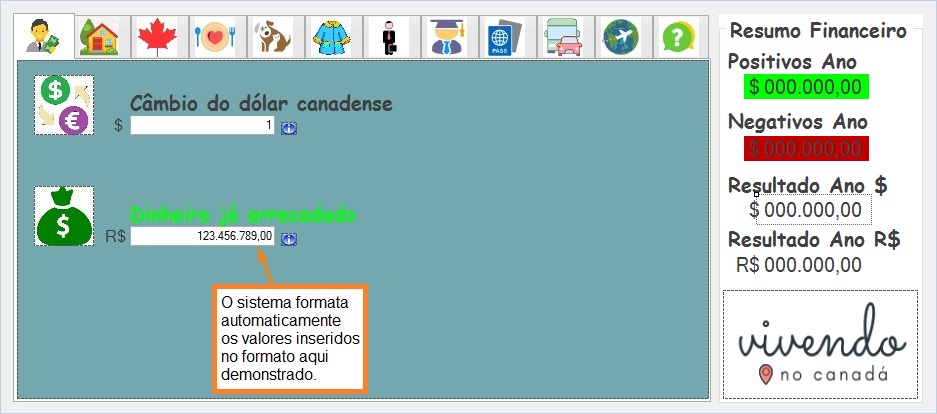 PASS
Câmbio do dólar canadense
$ 1
Dinheiro já arrecadado
R$ 123.456.789,00
O sistema formata
automaticamente
os valores inseridos
no formato aqui
demonstrado.
Resumo Financeiro
Positivos Ano
$ 000.000,00
Negativos Ano
$ 000.000,00
Resultado Ano $
$ 000.000,00
Resultado Ano R$
R$ 000.000,00
vivendo
no canadá